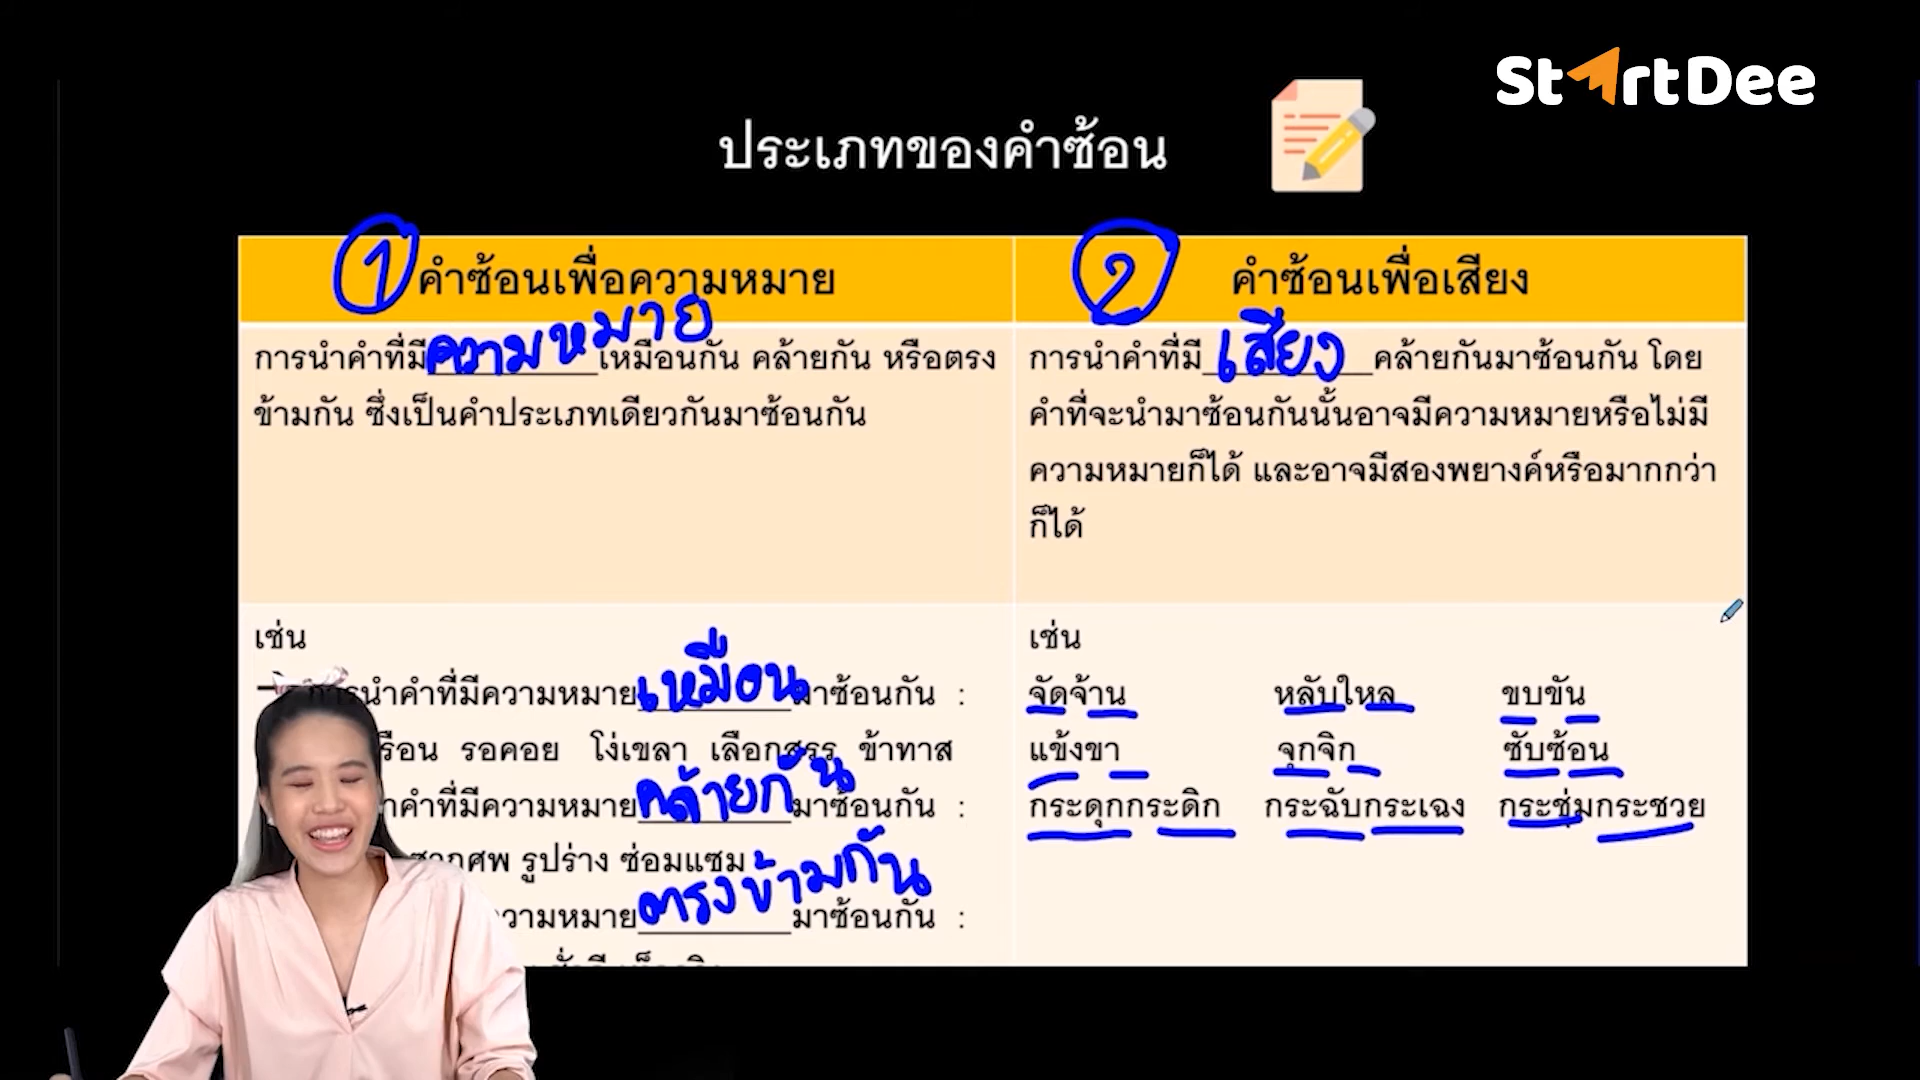 StartDee
ประเภทของคำซ้อน
1 คำซ้อนเพื่อความหมาย
การนำคำที่มีความหมายเหมือนกัน คล้ายกัน หรือตรง
ข้ามกัน ซึ่งเป็นคำประเภทเดียวกันมาซ้อนกัน
เช่น
การนำคำที่มีความหมายเหมือนมาซ้อนกัน :
รือน รอคอย โง่เขลา เลือกสรร ข้าทาส
คำที่มีความหมายคล้ายกันมาซ้อนกัน :
ซากศพ รูปร่าง ซ่อมแซม
ความหมายตรงข้ามกันมาซ้อนกัน :
2 คำซ้อนเพื่อเสียง
การนำคำที่มีเสียงคล้ายกันมาซ้อนกัน โดย
คำที่จะนำมาซ้อนกันนั้นอาจมีความหมายหรือไม่มี
ความหมายก็ได้ และอาจมีสองพยางค์หรือมากกว่า
ก็ได้
เช่น
จัดจ้าน หลับใหล ขบขัน
แข้งขา จุกจิก ซับซ้อน
กระดุกกระดิก กระฉับกระเฉง กระชุ่มกระชวย